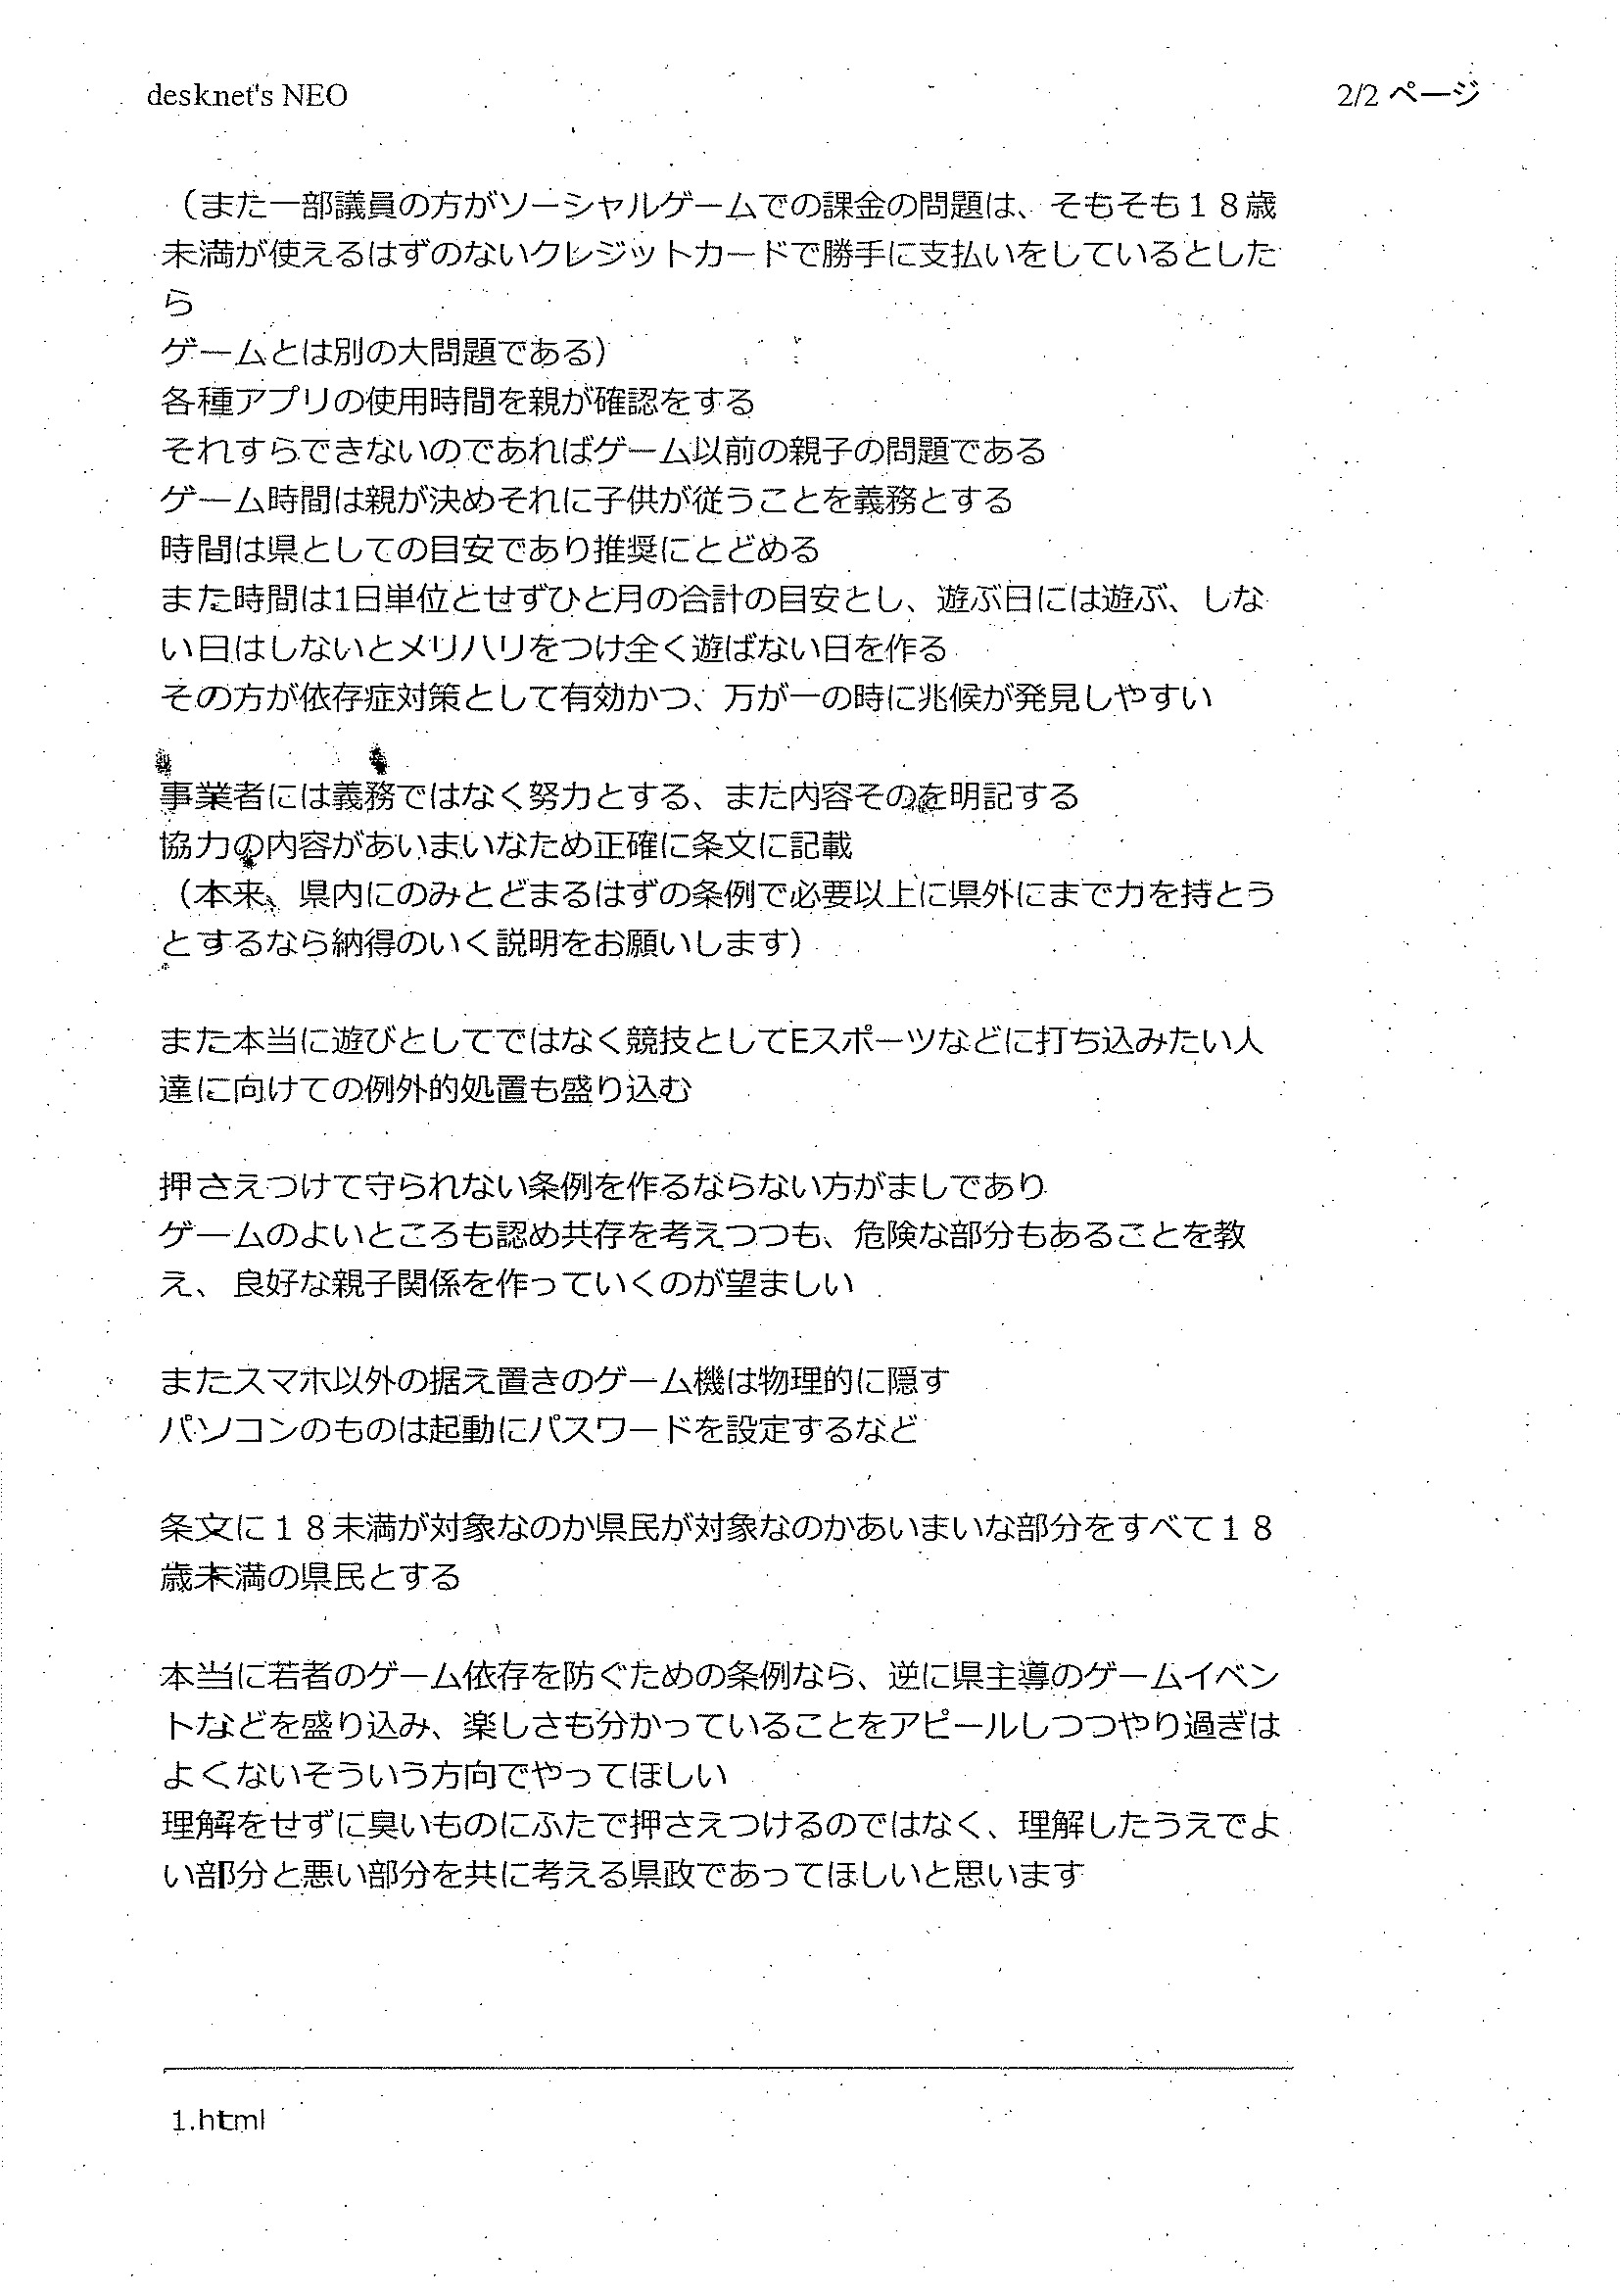 desknet's NEO
2/2 ページ
（また一部議員の方がソーシャルゲームでの課金の問題は、そもそも１８歳
未満が使えるはずのないクレジットカードで勝手に支払いをしているとした
ら
ゲームとは別の大問題である）
各種アプリの使用時間を親が確認をする
それすらできないのであればゲーム以前の親子の問題である
ゲーム時間は親が決めそれに子供が従うことを義務とする
時間は県としての目安であり推奨にとどめる
また時間は1日単位とせずひと月の合計の目安とし、遊ぶ日には遊ぶ、しな
い日はしないとメリハリをつけ全く遊ばない日を作る
その方が依存症対策として有効かつ、万が一の時に兆候が発見しやすい
事業者には義務ではなく努力とする、また内容そのを明記する
協力の内容があいまいなため正確に条文に記載
（本来、県内にのみとどまるはずの条例で必要以上に県外にまで力を持とう
とするなら納得のいく説明をお願いします）
また本当に遊びとしてではなく競技としてEスポーツなどに打ち込みたい人
達に向けての例外的処置も盛り込む
押さえつけて守られない条例を作るならない方がましであり
ゲームのよいところも認め共存を考えつつも、危険な部分もあることを教
え、良好な親子関係を作っていくのが望ましい
またスマホ以外の据え置きのゲーム機は物理的に隠す
パソコンのものは起動にパスワードを設定するなど
条文に１８未満が対象なのか県民が対象なのかあいまいな部分をすべて１８
歳未満の県民とする
本当に若者のゲーム依存を防ぐための条例なら、逆に県主導のゲームイベン
トなどを盛り込み、楽しさも分かっていることをアピールしつつやり過ぎは
よくないそういう方向でやってほしい
理解をせずに臭いものにふたで押さえつけるのではなく、理解したうえでよ
い部分と悪い部分を共に考える県政であってほしいと思います
1.html